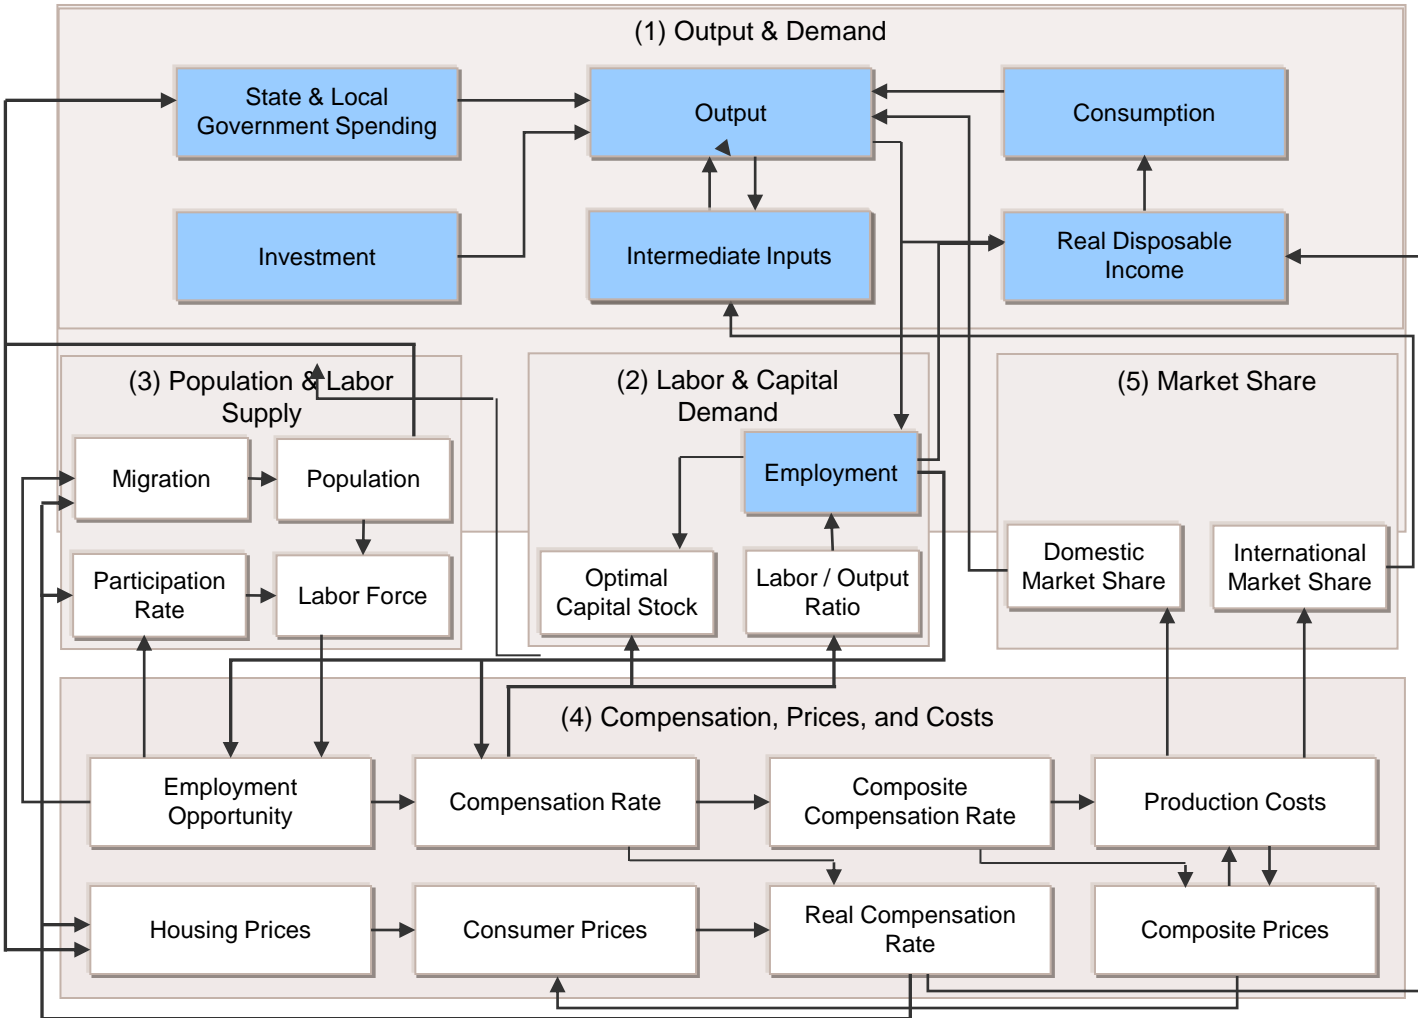 (1) Output & Demand
State & Local
Government Spending
Output
Consumption
Investment
Intermediate Inputs
Real Disposable
Income
(3) Population & Labor
Supply
Migration
Population
Participation
Rate
Labor Force
(2) Labor & Capital
Demand
Employment
Optimal
Capital Stock
Labor / Output
Ratio
(5) Market Share
Domestic
Market Share
International
Market Share
(4) Compensation, Prices, and Costs
Employment
Opportunity
Compensation Rate
Composite
Compensation Rate
Production Costs
Housing Prices
Consumer Prices
Real Compensation
Rate
Composite Prices